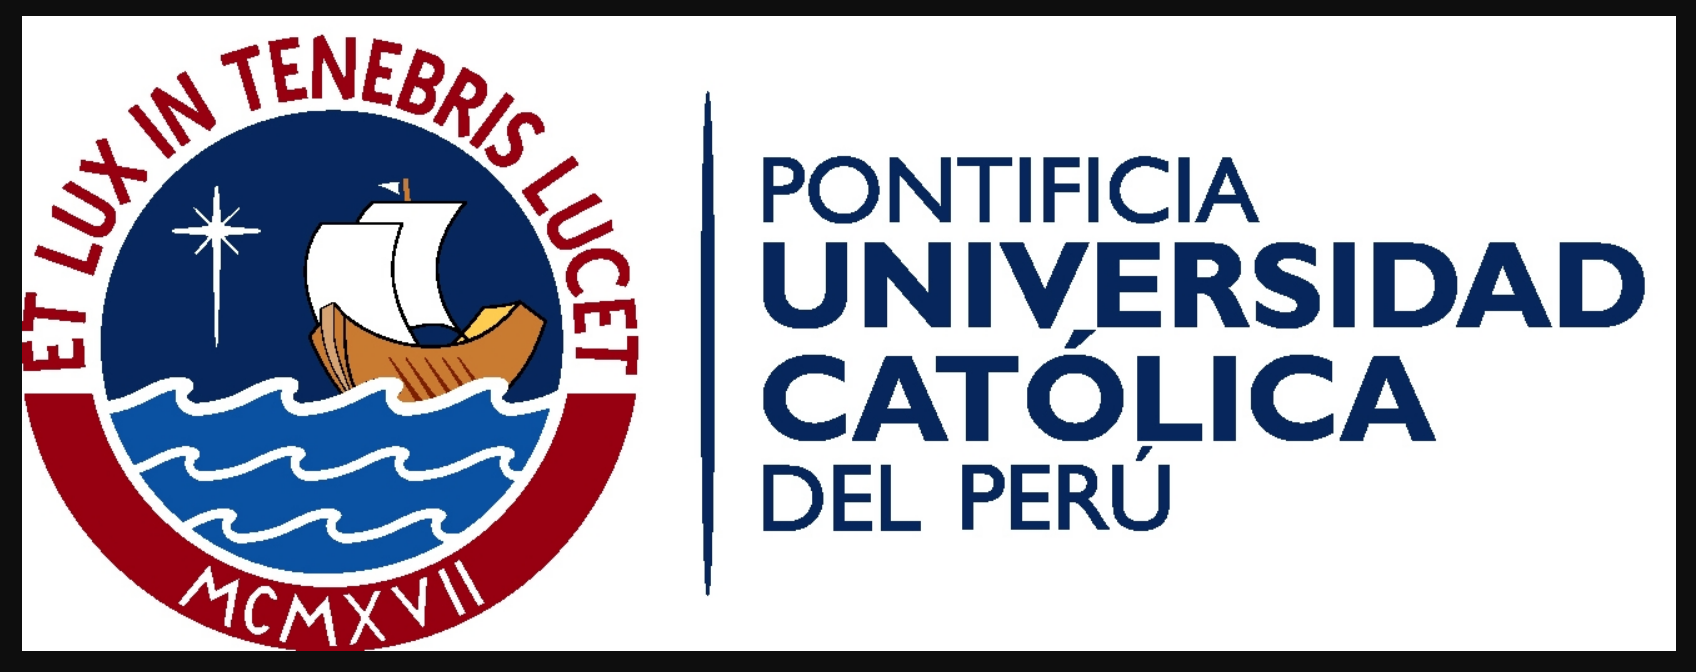 ET LUX IN TENEBRIS LUCET
MCMXVII
PONTIFICIA
UNIVERSIDAD
CATÓLICA
DEL PERÚ